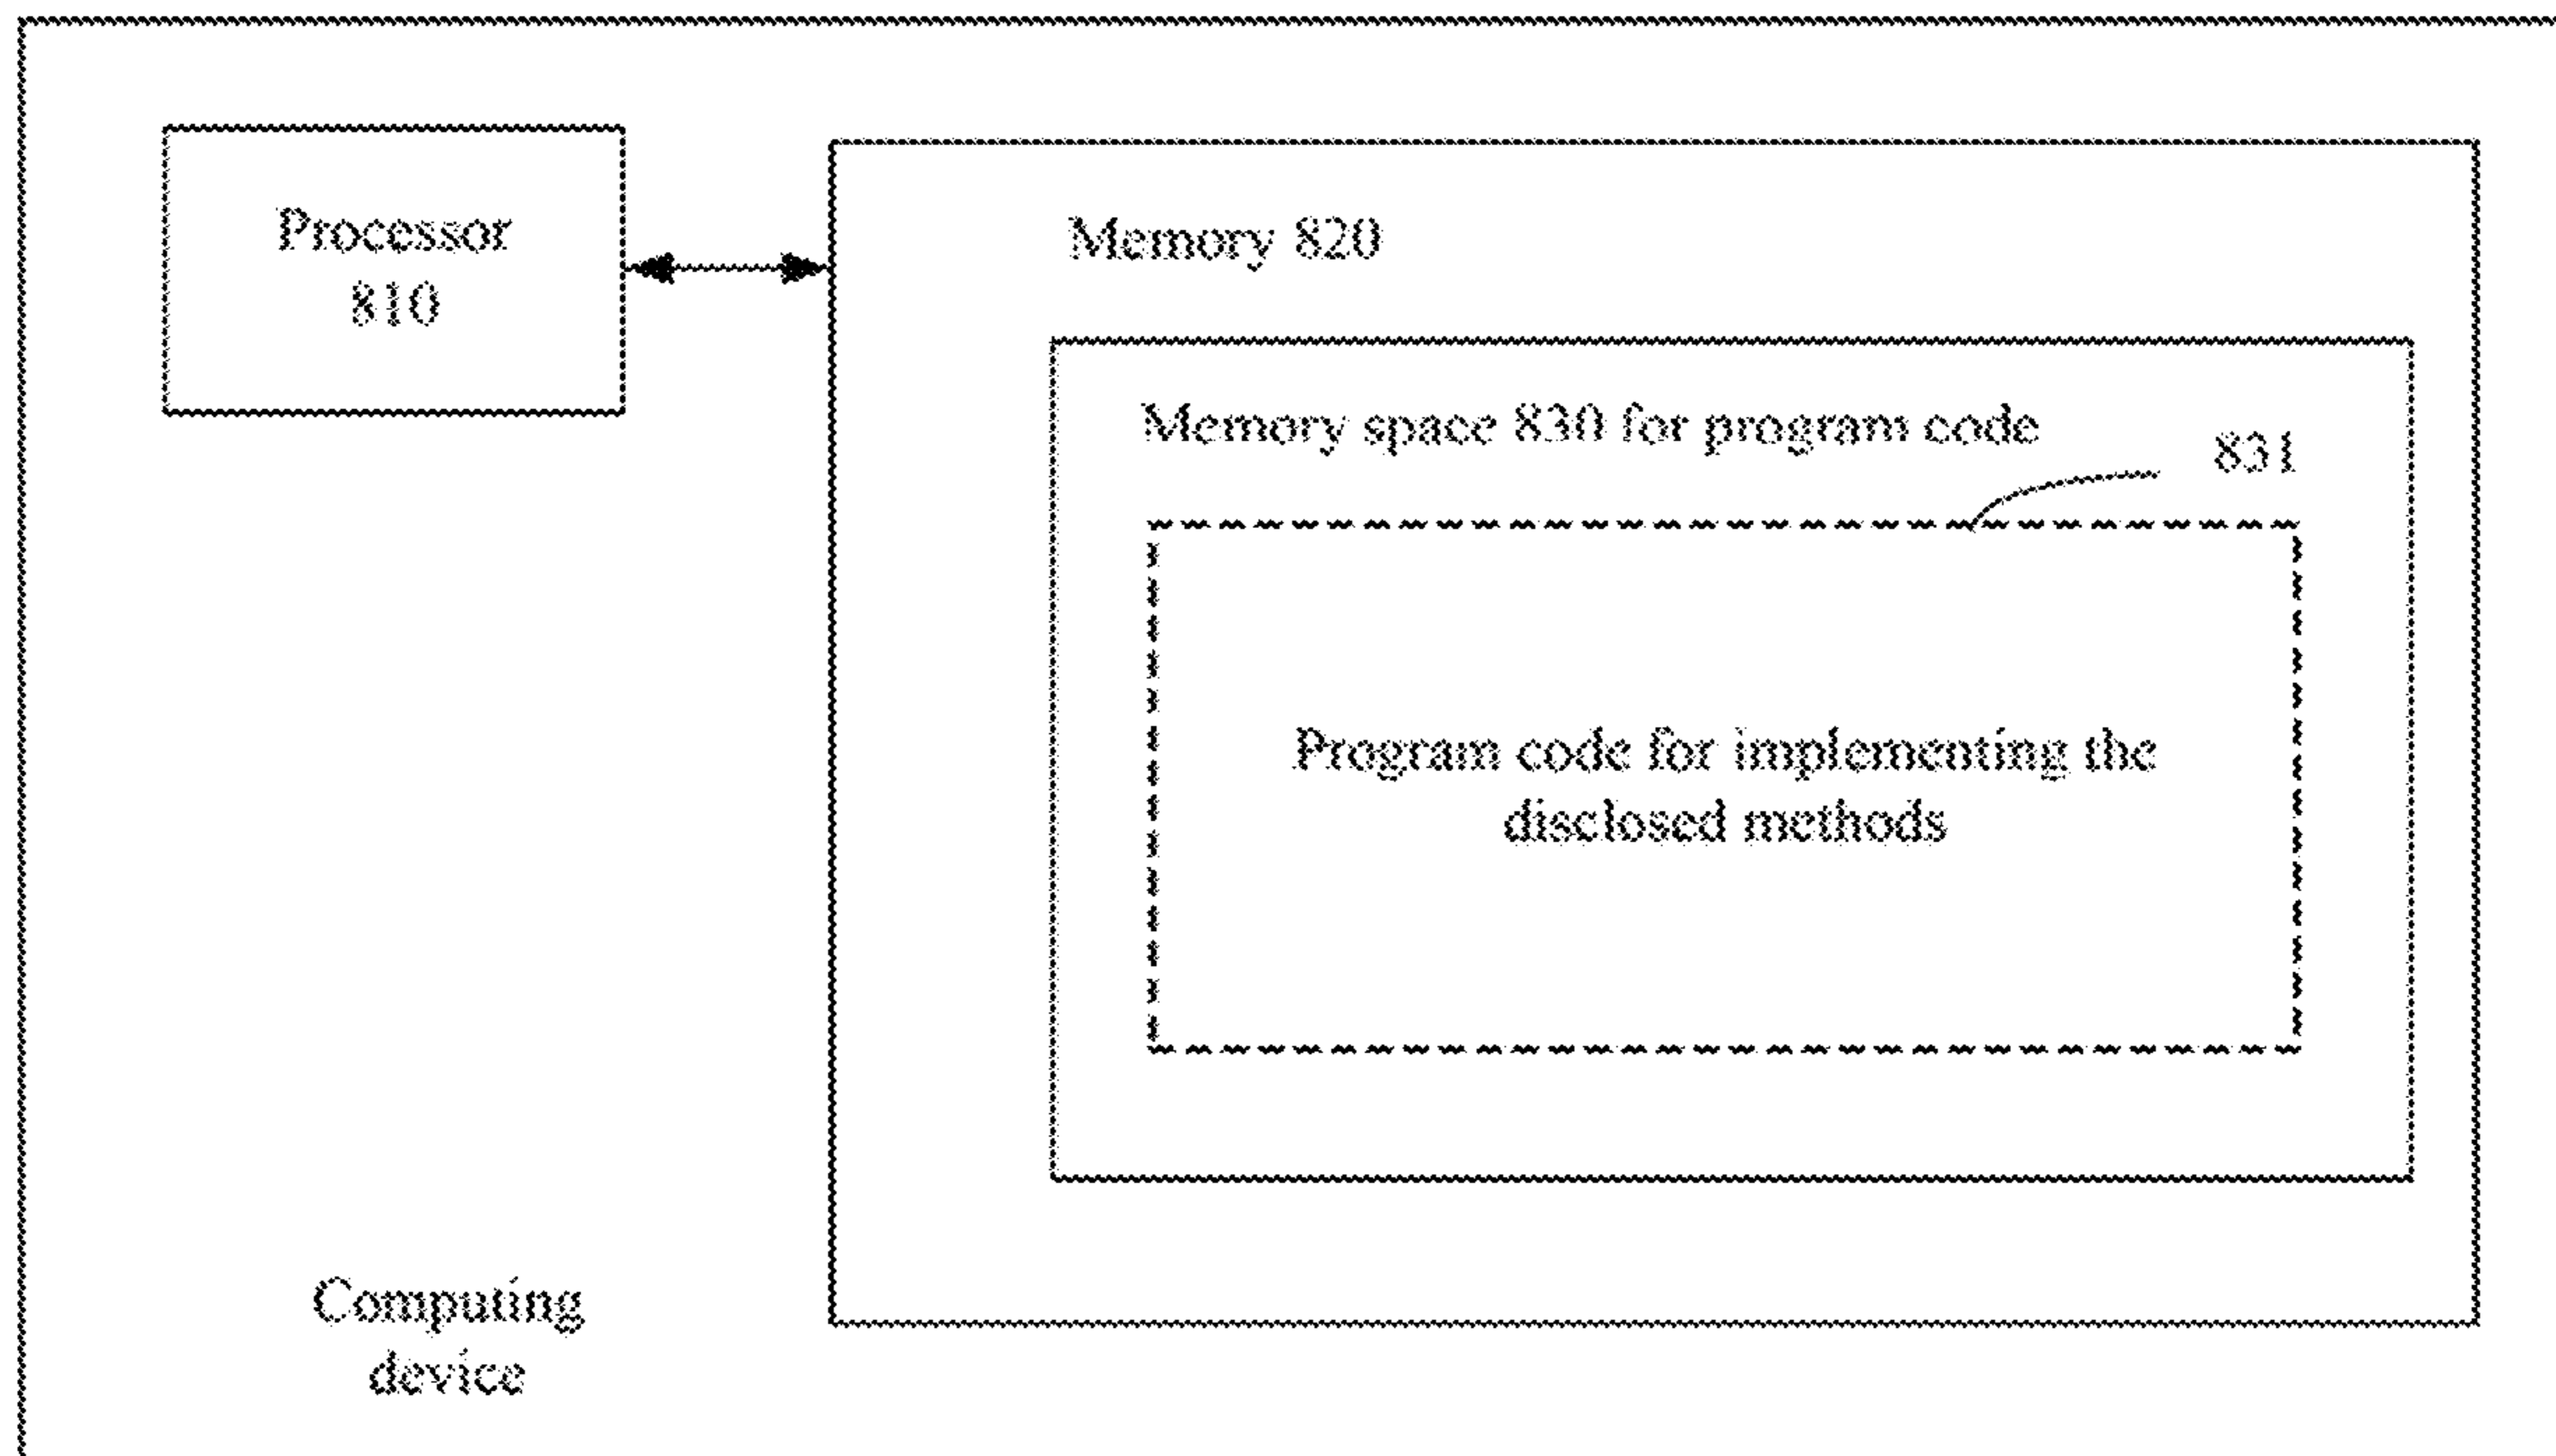 Processor
810
Memory 820
Memory space 830 for program code
831
Program code for implementing the
disclosed methods
Computing
device